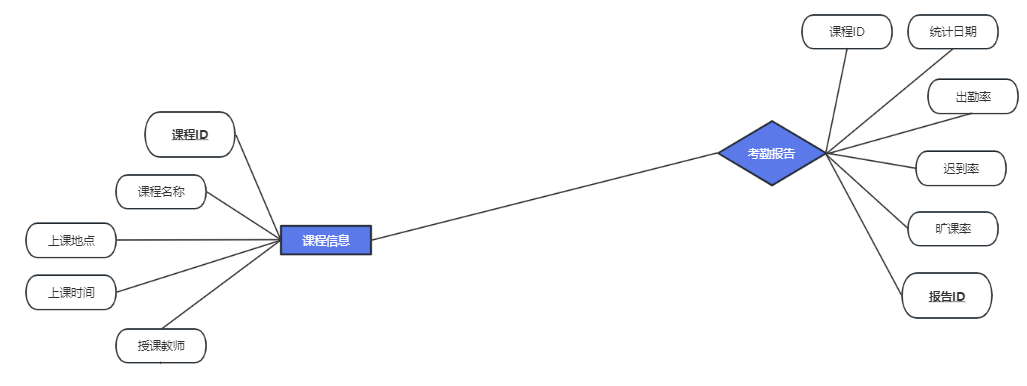 课程ID
统计日期
出勤率
课程ID
考勤报告
迟到率
课程名称
旷课率
上课地点
课程信息
上课时间
报告ID
授课教师